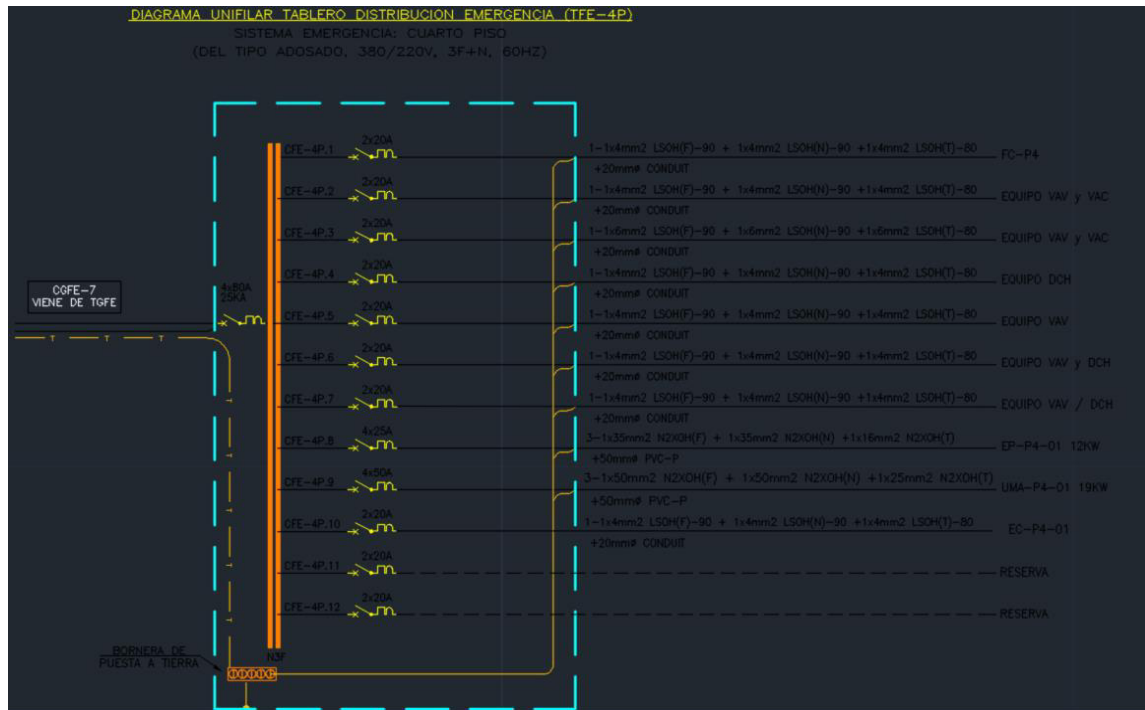 DIAGRAMA UNIFILAR TABLERO DISTRIBUCION EMERGENCIA (TFE-4P)
SISTEMA EMERGENCIA: CUARTO PISO
(DEL TIPO ADOSADO, 380/220V, 3F+N, 60HZ)
CFE-4P.1 2x20A 1-1x4mm2 LSOH(F)-90 + 1x4mm2 LSOH(N)-90 +1x4mm2 LSOH(T)-80 FC-P4
+20mmø CONDUIT
CFE-4P.2 2x20A 1-1x4mm2 LSOH(F)-90 + 1x4mm2 LSOH(N)-90 +1x4mm2 LSOH(T)-80 EQUIPO VAV y VAC
+20mmø CONDUIT
CFE-4P.3 2x20A 1-1x6mm2 LSOH(F)-90 + 1x6mm2 LSOH(N)-90 +1x6mm2 LSOH(T)-80 EQUIPO VAV y VAC
+20mmø CONDUIT
CFE-4P.4 2x20A 1-1x4mm2 LSOH(F)-90 + 1x4mm2 LSOH(N)-90 +1x4mm2 LSOH(T)-80 EQUIPO DCH
+20mmø CONDUIT
CGFE-7
VIENE DE TGFE
4x80A
25KA
CFE-4P.5 2x20A 1-1x4mm2 LSOH(F)-90 + 1x4mm2 LSOH(N)-90 +1x4mm2 LSOH(T)-80 EQUIPO VAV
+20mmø CONDUIT
T T T
CFE-4P.6 2x20A 1-1x4mm2 LSOH(F)-90 + 1x4mm2 LSOH(N)-90 +1x4mm2 LSOH(T)-80 EQUIPO VAV y DCH
+20mmø CONDUIT
CFE-4P.7 2x20A 1-1x4mm2 LSOH(F)-90 + 1x4mm2 LSOH(N)-90 +1x4mm2 LSOH(T)-80 EQUIPO VAV / DCH
+20mmø CONDUIT
CFE-4P.8 4x25A 3-1x35mm2 N2XOH(F) + 1x35mm2 N2XOH(N) +1x16mm2 N2XOH(T) EP-P4-01 12KW
+50mmø PVC-P
CFE-4P.9 4x50A 3-1x50mm2 N2XOH(F) + 1x50mm2 N2XOH(N) +1x25mm2 N2XOH(T) UMA-P4-01 19KW
+50mmø PVC-P
CFE-4P.10 2x20A 1-1x4mm2 LSOH(F)-90 + 1x4mm2 LSOH(N)-90 +1x4mm2 LSOH(T)-80 EC-P4-01
+20mmø CONDUIT
CFE-4P.11 2x20A RESERVA
CFE-4P.12 2x20A RESERVA
BORNERA DE
PUESTA A TIERRA
N3F